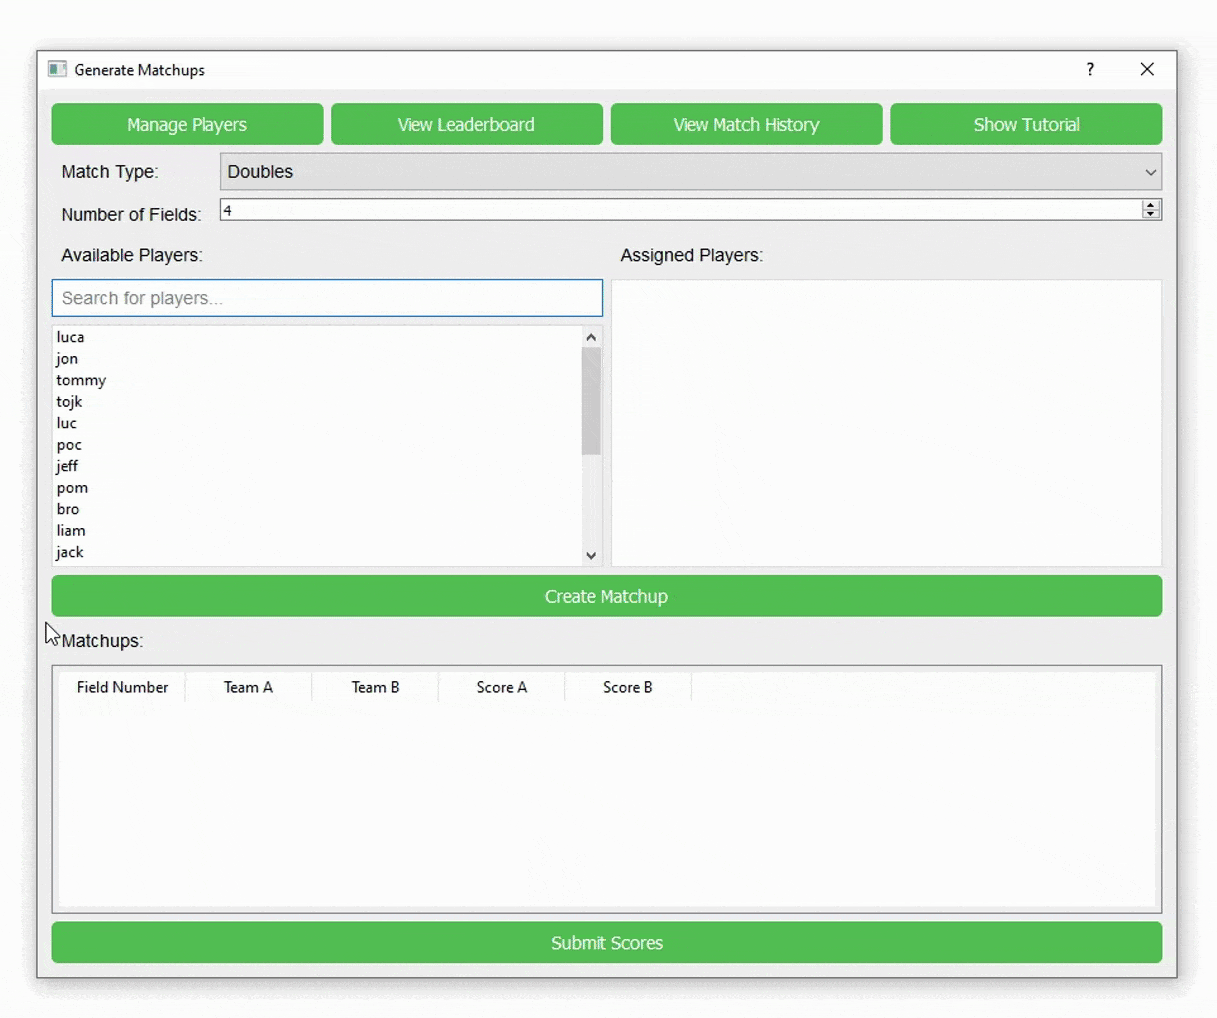 Generate Matchups ?
Manage Players View Leaderboard View Match History Show Tutorial
Match Type: Doubles
Number of Fields: 4
Available Players: Assigned Players:
Search for players...
luca
jon
tommy
tojk
luc
poc
jeff
pom
bro
liam
jack
Create Matchup
Matchups:
Field Number Team A Team B Score A Score B
Submit Scores